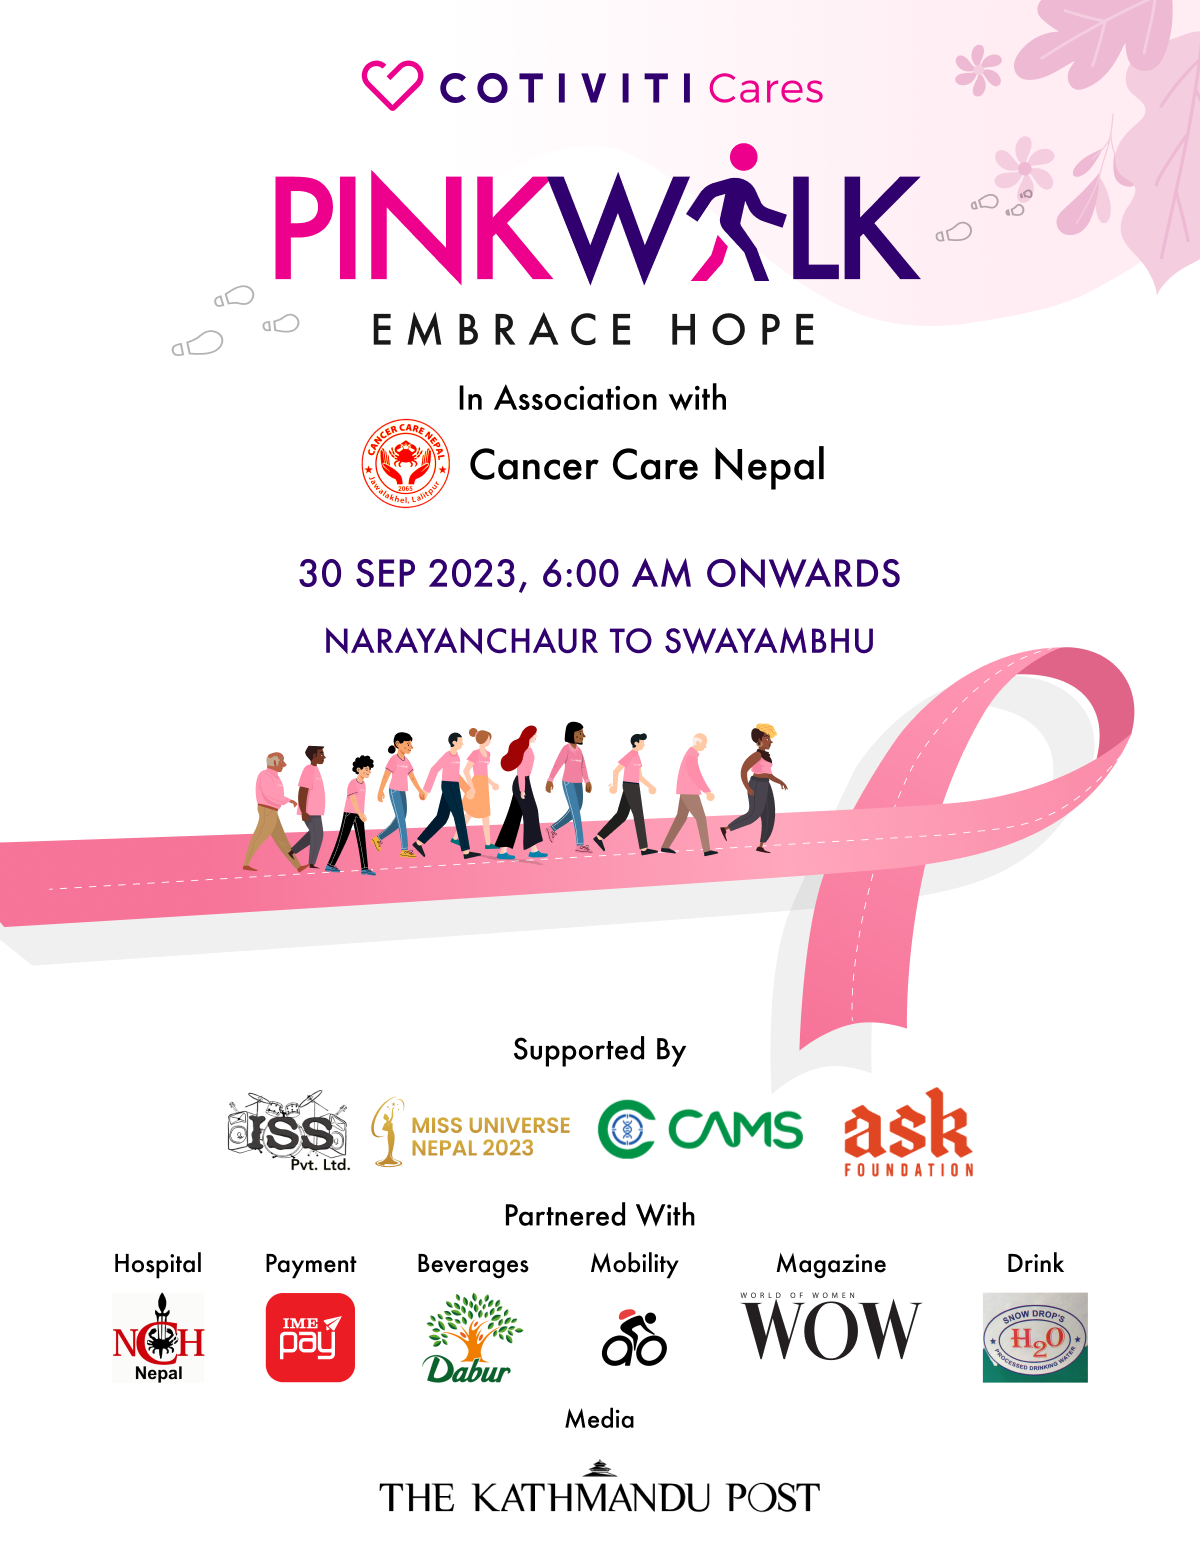 COTIVITI Cares
PINKWALK
EMBRACE HOPE
In Association with
CANCER CARE NEPAL
2065
Jawalakhel, Lalitpur
Cancer Care Nepal
30 SEP 2023, 6:00 AM ONWARDS
NARAYANCHAUR TO SWAYAMBHU
Supported By
ISS
Pvt. Ltd.
MISS UNIVERSE
NEPAL 2023
CAMS
ask
FOUNDATION
Partnered With
Hospital
Payment
Beverages
Mobility
Magazine
Drink
NCH
Nepal
IME
pay
Dabur
WORLD OF WOMEN
WOW
SNOW DROP'S
H2O
PROCESSED DRINKING WATER
Media
THE KATHMANDU POST